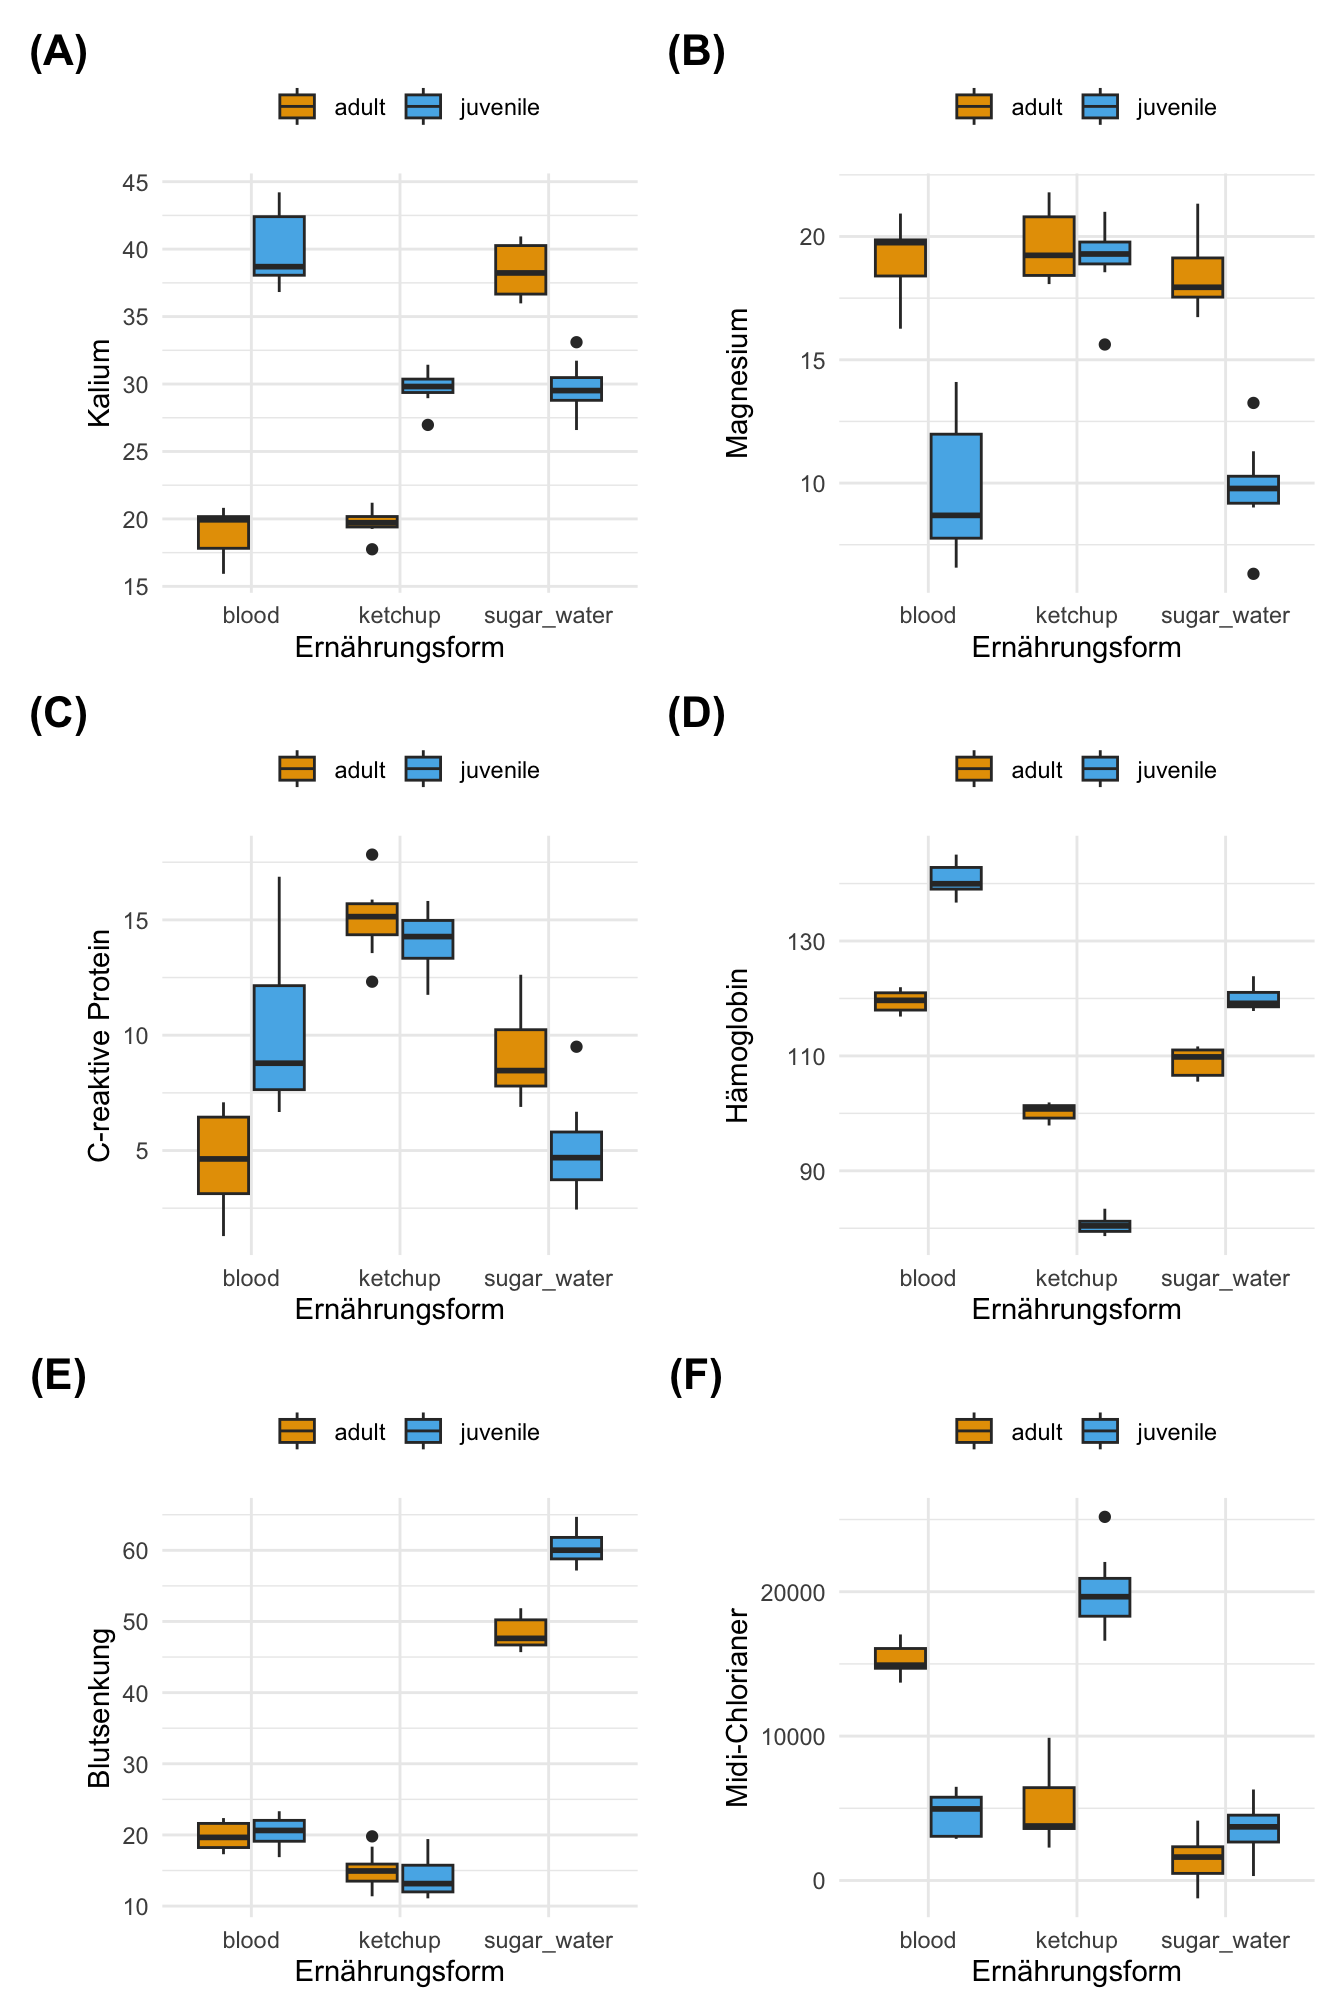 (A)
adult juvenile
45
40
35
30
25
20
15
Kalium
blood ketchup sugar_water
Ernährungsform
(B)
adult juvenile
20
15
10
Magnesium
blood ketchup sugar_water
Ernährungsform
(C)
adult juvenile
15
10
5
C-reaktive Protein
blood ketchup sugar_water
Ernährungsform
(D)
adult juvenile
130
110
90
Hämoglobin
blood ketchup sugar_water
Ernährungsform
(E)
adult juvenile
60
50
40
30
20
10
Blutsenkung
blood ketchup sugar_water
Ernährungsform
(F)
adult juvenile
20000
10000
0
Midi-Chlorianer
blood ketchup sugar_water
Ernährungsform